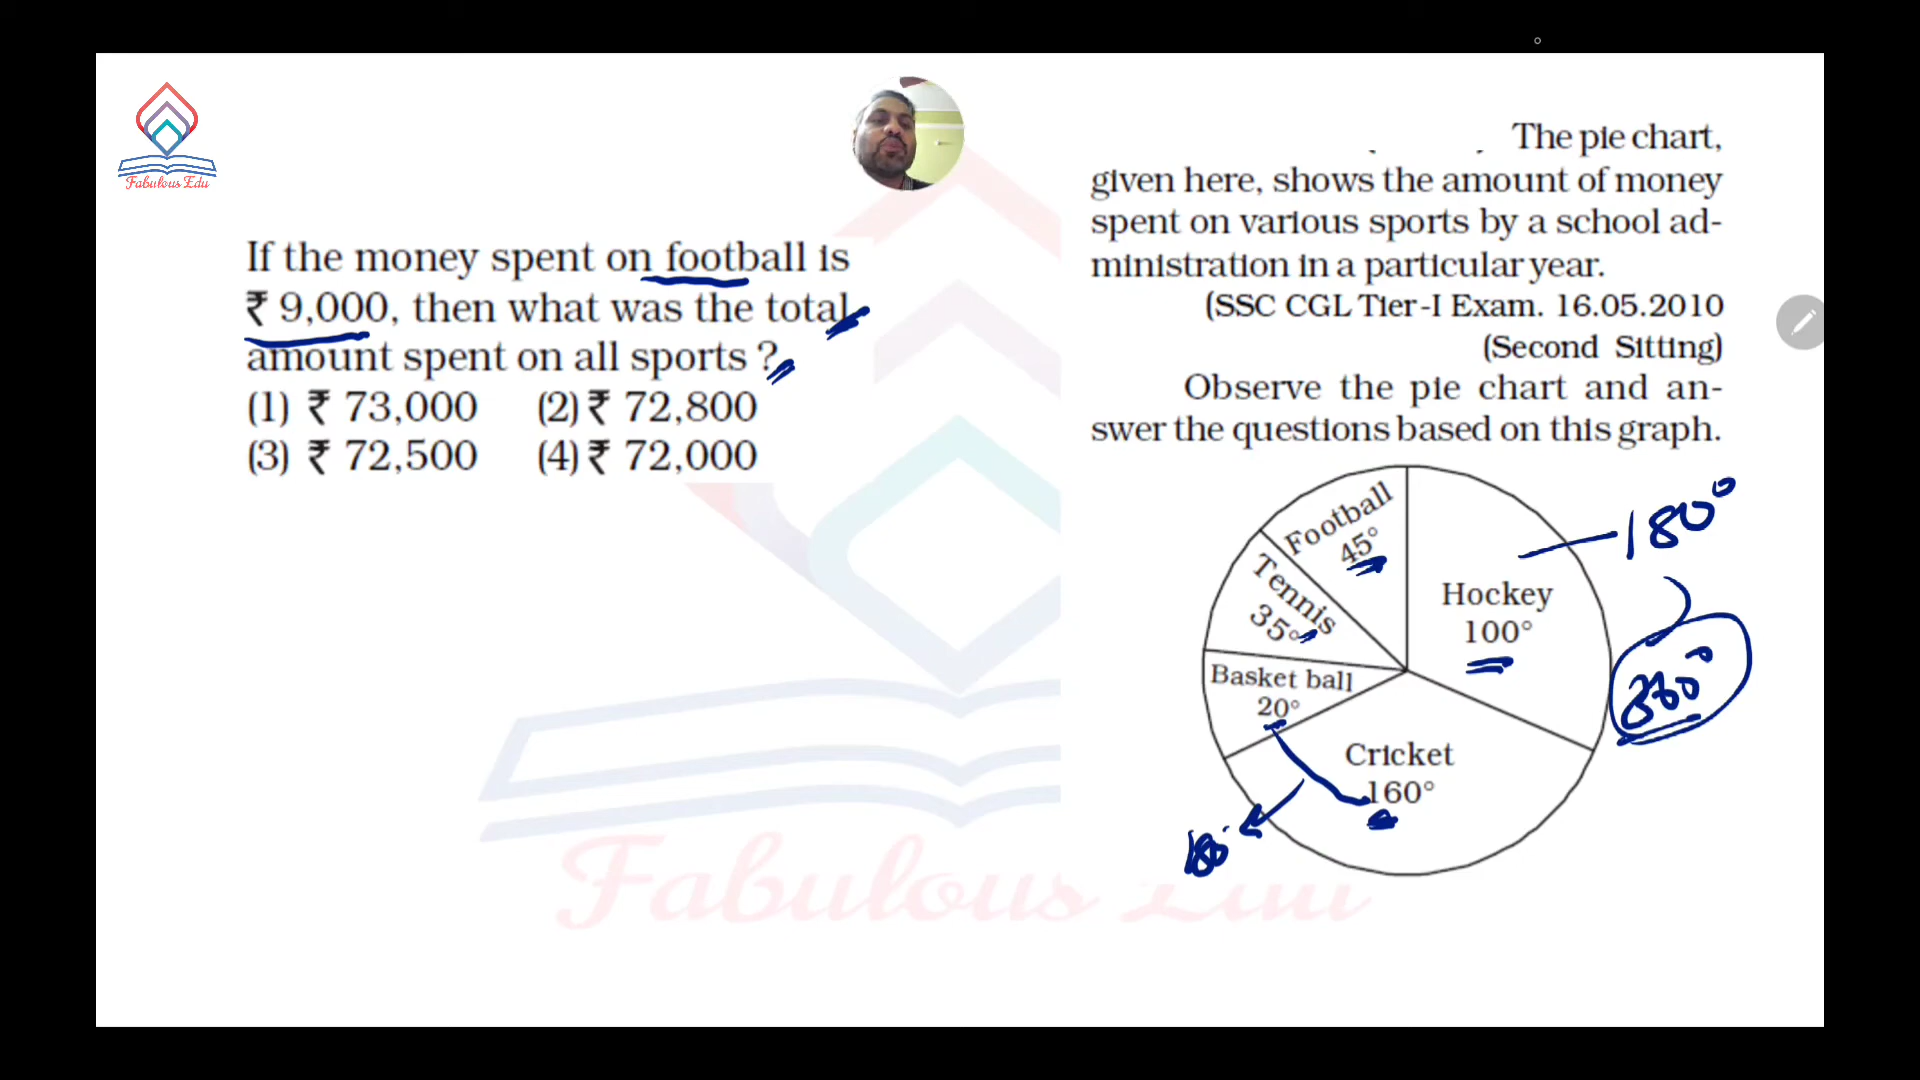 Fabulous Edu
If the money spent on football is
₹ 9,000, then what was the total
amount spent on all sports ?
(1) ₹ 73,000 (2) ₹ 72,800
(3) ₹ 72,500 (4) ₹ 72,000
The pie chart,
given here, shows the amount of money
spent on various sports by a school ad-
ministration in a particular year.
(SSC CGL Tier-I Exam. 16.05.2010
(Second Sitting)
Observe the pie chart and an-
swer the questions based on this graph.
Football
45°
Tennis
35°
Basket ball
20°
Hockey
100°
Cricket
160°
180°
360°
180°
Fabulous Edu